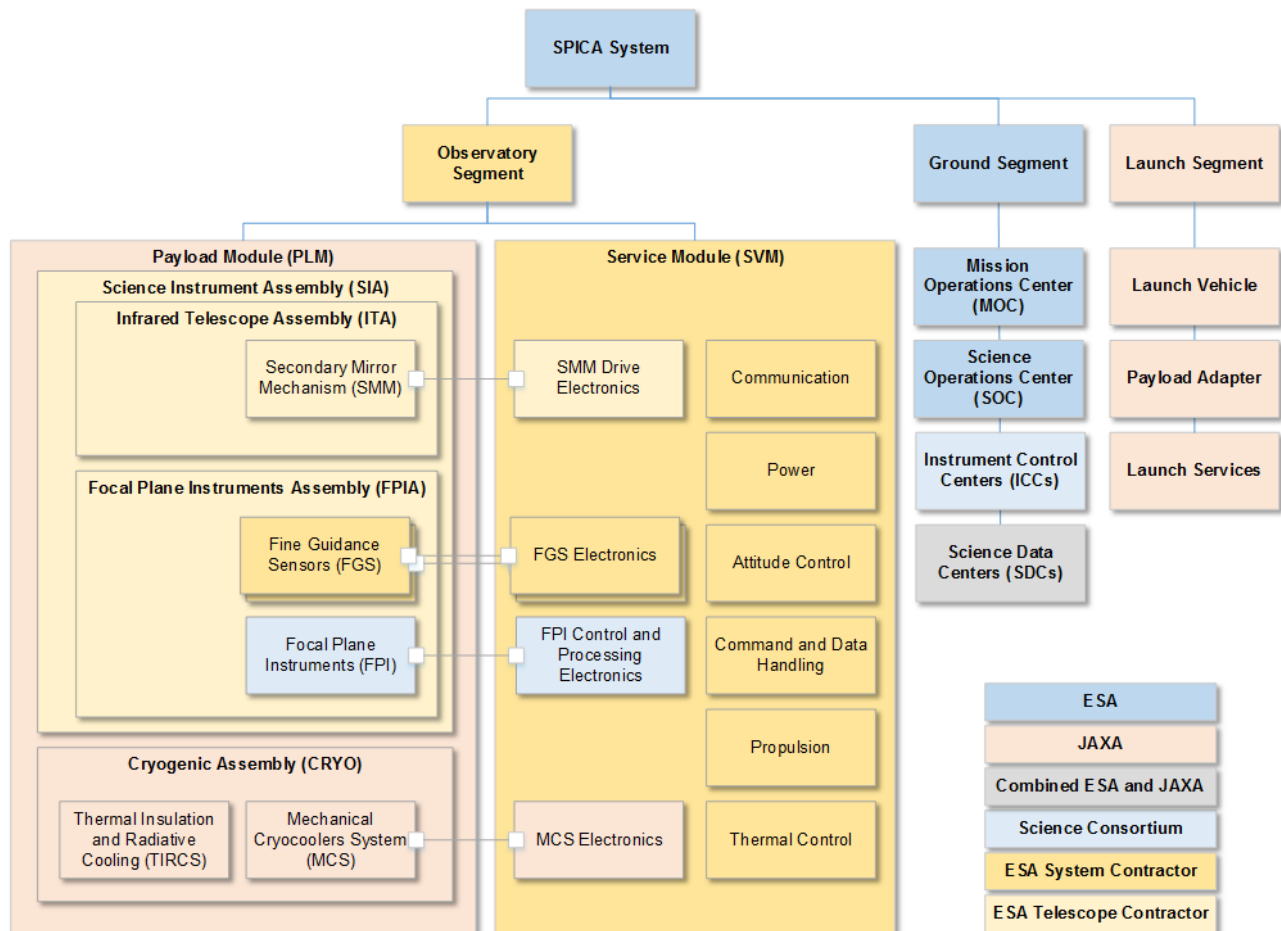 SPICA System
Observatory
Segment
Ground Segment
Launch Segment
Payload Module (PLM)
Science Instrument Assembly (SIA)
Infrared Telescope Assembly (ITA)
Secondary Mirror
Mechanism (SMM)
Focal Plane Instruments Assembly (FPIA)
Fine Guidance
Sensors (FGS)
Focal Plane
Instruments (FPI)
Cryogenic Assembly (CRYO)
Thermal Insulation
and Radiative
Cooling (TIRCS)
Mechanical
Cryocoolers System
(MCS)
Service Module (SVM)
SMM Drive
Electronics
FGS Electronics
FPI Control and
Processing
Electronics
MCS Electronics
Communication
Power
Attitude Control
Command and Data
Handling
Propulsion
Thermal Control
Mission
Operations Center
(MOC)
Science
Operations Center
(SOC)
Instrument Control
Centers (ICCs)
Science Data
Centers (SDCs)
Launch Vehicle
Payload Adapter
Launch Services
ESA
JAXA
Combined ESA and JAXA
Science Consortium
ESA System Contractor
ESA Telescope Contractor